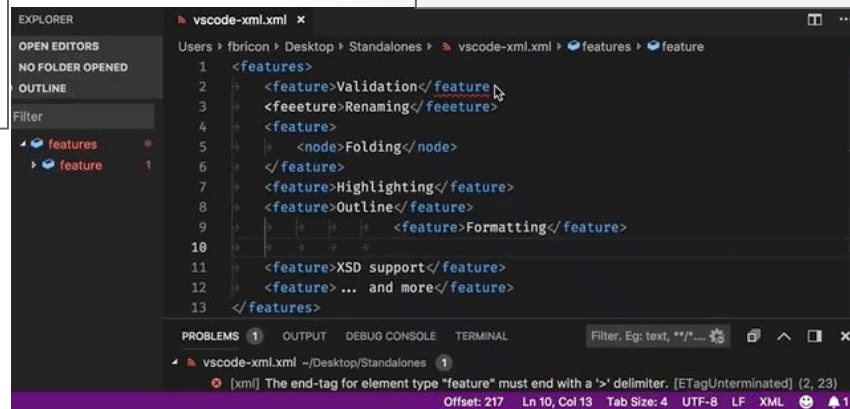 EXPLORER
OPEN EDITORS
NO FOLDER OPENED
OUTLINE
Filter
features
feature 1
vscode-xml.xml ×
Users › fbricon › Desktop › Standalones › vscode-xml.xml › features › feature
1 <features>
2 <feature>Validation</feature
3 <feeeture>Renaming</feeeture>
4 <feature>
5 <node>Folding</node>
6 </feature>
7 <feature>Highlighting</feature>
8 <feature>Outline</feature>
9 <feature>Formatting</feature>
10
11 <feature>XSD support</feature>
12 <feature> ... and more</feature>
13 </features>
PROBLEMS 1 OUTPUT DEBUG CONSOLE TERMINAL Filter. Eg: text, **/*....
vscode-xml.xml ~/Desktop/Standalones 1
[xml] The end-tag for element type "feature" must end with a '>' delimiter. [ETagUnterminated] (2, 23)
Offset: 217 Ln 10, Col 13 Tab Size: 4 UTF-8 LF XML 1